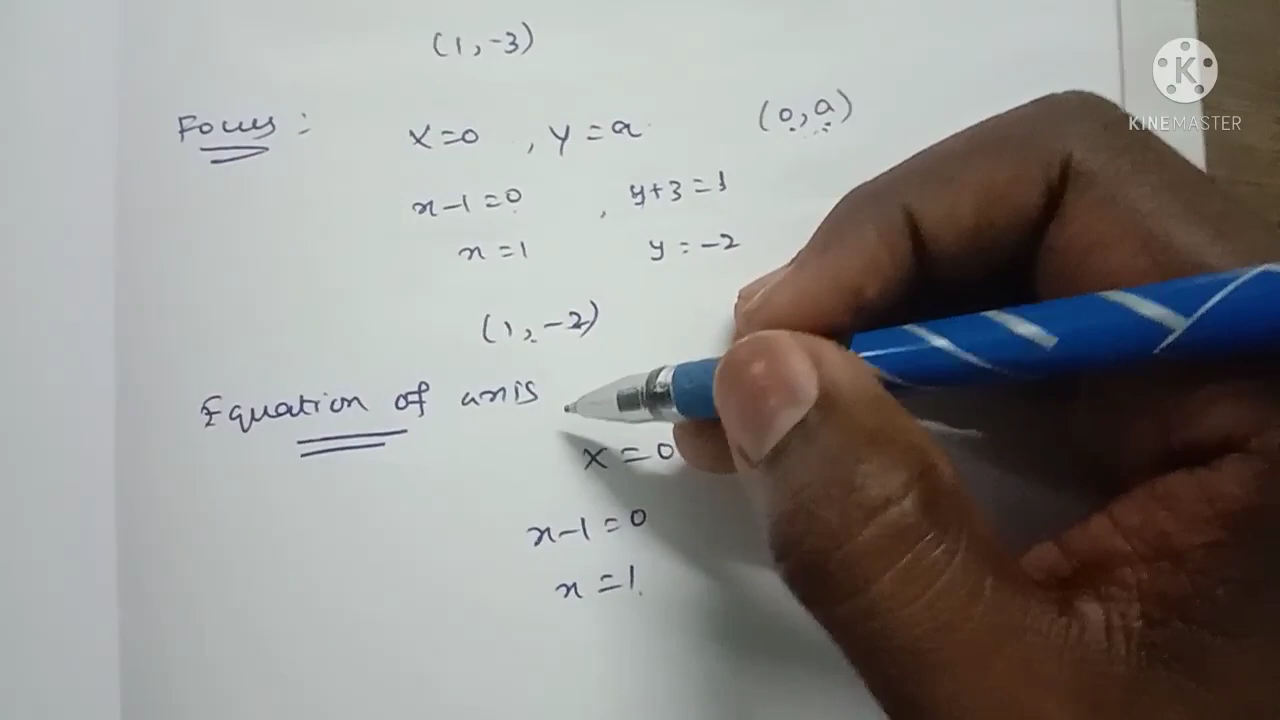 (1, -3)
Focus :
X=0 , Y=a (0, a)
x-1=0 , y+3=1
x=1 y=-2
(1, -2)
Equation of axis
X=0
x-1=0
x=1
K
KINEMASTER